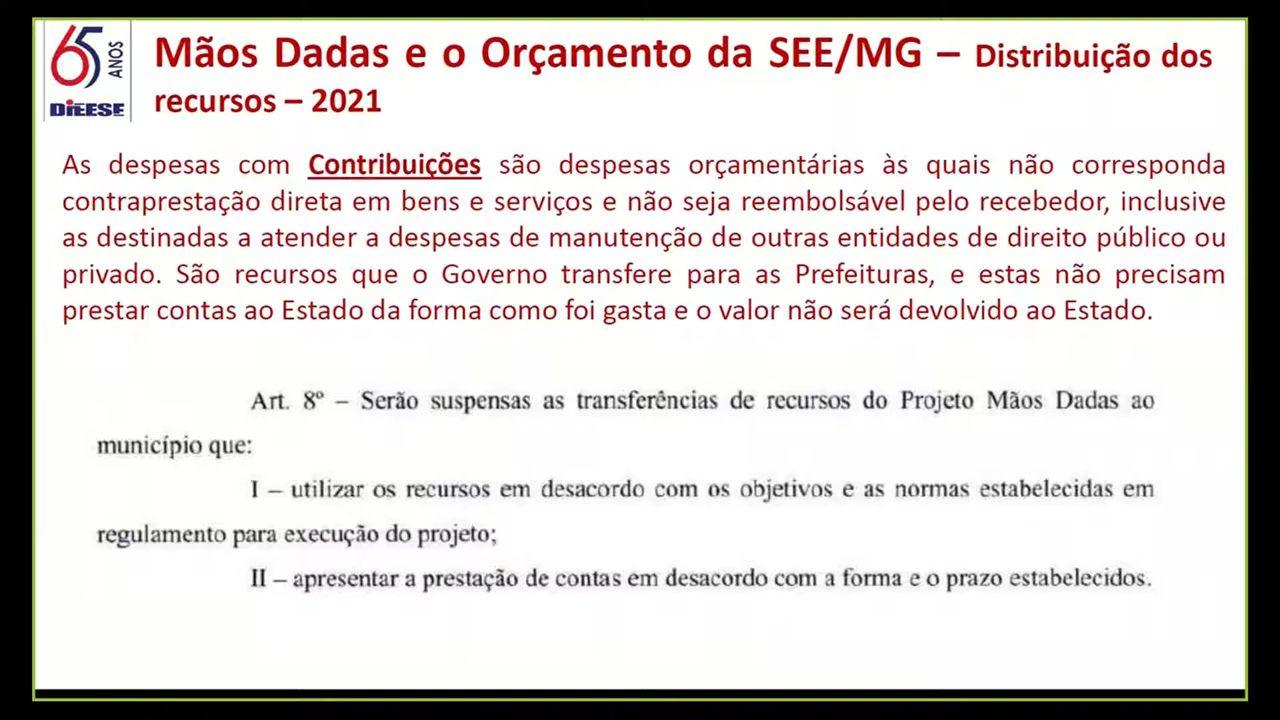 65 ANOS
DIEESE
Mãos Dadas e o Orçamento da SEE/MG – Distribuição dos
recursos – 2021
As despesas com Contribuições são despesas orçamentárias às quais não corresponda
contraprestação direta em bens e serviços e não seja reembolsável pelo recebedor, inclusive
as destinadas a atender a despesas de manutenção de outras entidades de direito público ou
privado. São recursos que o Governo transfere para as Prefeituras, e estas não precisam
prestar contas ao Estado da forma como foi gasta e o valor não será devolvido ao Estado.
Art. 8º – Serão suspensas as transferências de recursos do Projeto Mãos Dadas ao
município que:
I – utilizar os recursos em desacordo com os objetivos e as normas estabelecidas em
regulamento para execução do projeto;
II – apresentar a prestação de contas em desacordo com a forma e o prazo estabelecidos.